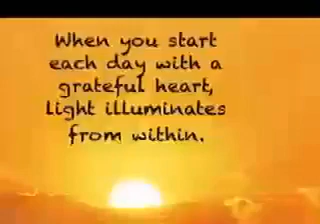 When you start
each day with a
grateful heart,
light illuminates
from within.